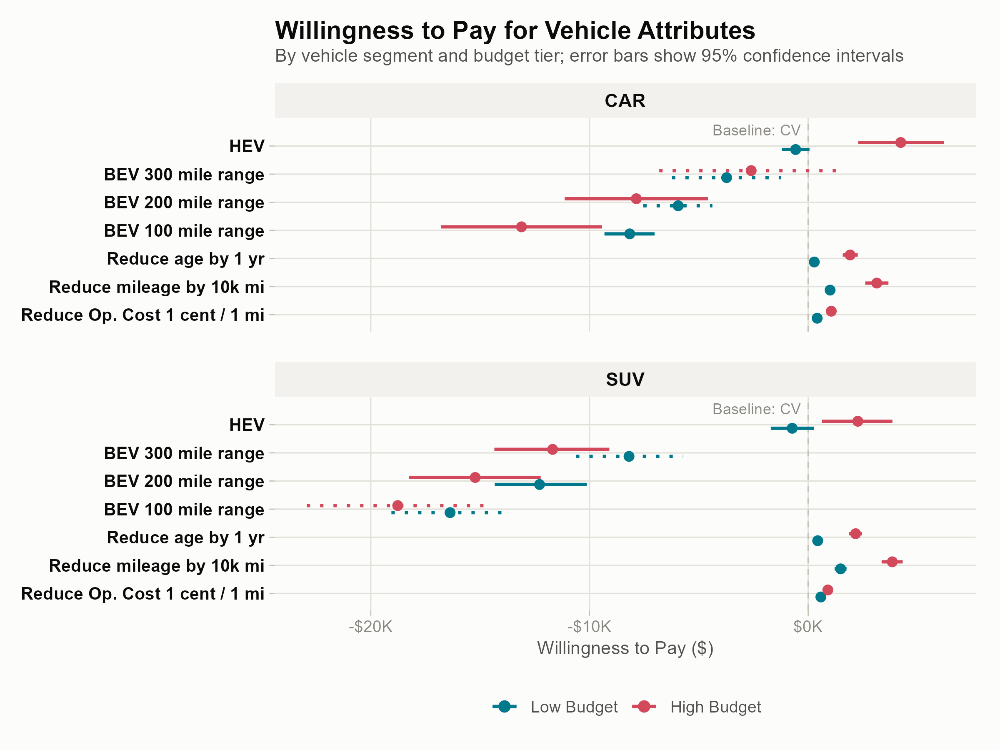 Willingness to Pay for Vehicle Attributes
By vehicle segment and budget tier; error bars show 95% confidence intervals
CAR
Baseline: CV
HEV
BEV 300 mile range
BEV 200 mile range
BEV 100 mile range
Reduce age by 1 yr
Reduce mileage by 10k mi
Reduce Op. Cost 1 cent / 1 mi
SUV
Baseline: CV
HEV
BEV 300 mile range
BEV 200 mile range
BEV 100 mile range
Reduce age by 1 yr
Reduce mileage by 10k mi
Reduce Op. Cost 1 cent / 1 mi
-$20K -$10K $0K
Willingness to Pay ($)
Low Budget High Budget